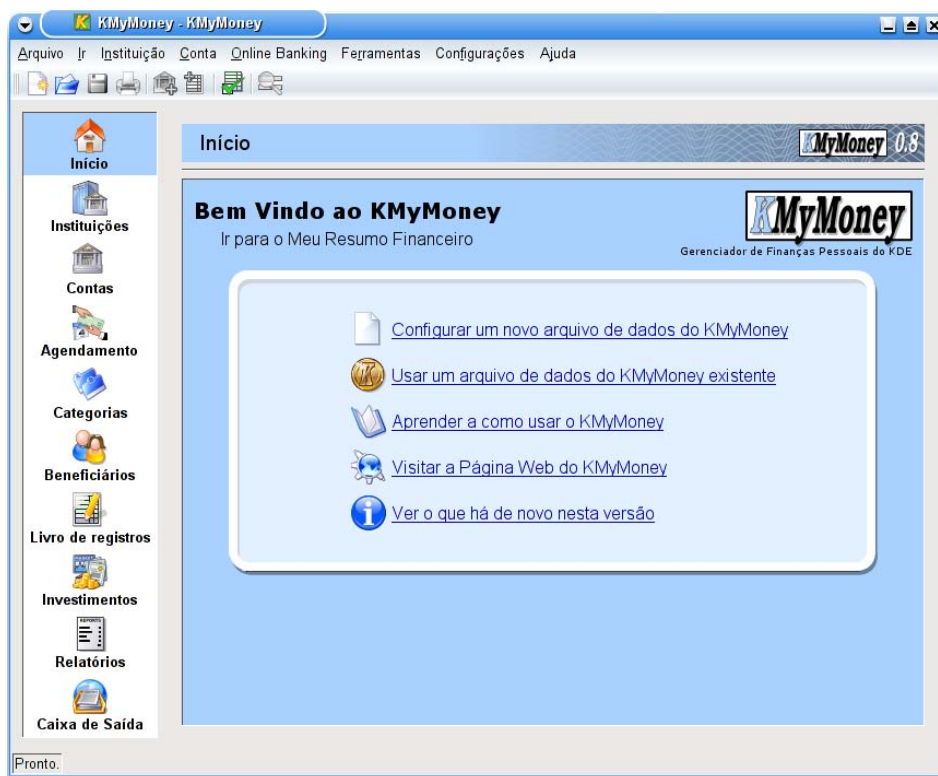 KMyMoney - KMyMoney
Arquivo Ir Instituição Conta Online Banking Ferramentas Configurações Ajuda
Início
Instituições
Contas
Agendamento
Categorias
Beneficiários
Livro de registros
Investimentos
REPORTS
Relatórios
Caixa de Saída
Início
KMyMoney 0.8
Bem Vindo ao KMyMoney
Ir para o Meu Resumo Financeiro
KMyMoney
Gerenciador de Finanças Pessoais do KDE
Configurar um novo arquivo de dados do KMyMoney
Usar um arquivo de dados do KMyMoney existente
Aprender a como usar o KMyMoney
Visitar a Página Web do KMyMoney
Ver o que há de novo nesta versão
Pronto.